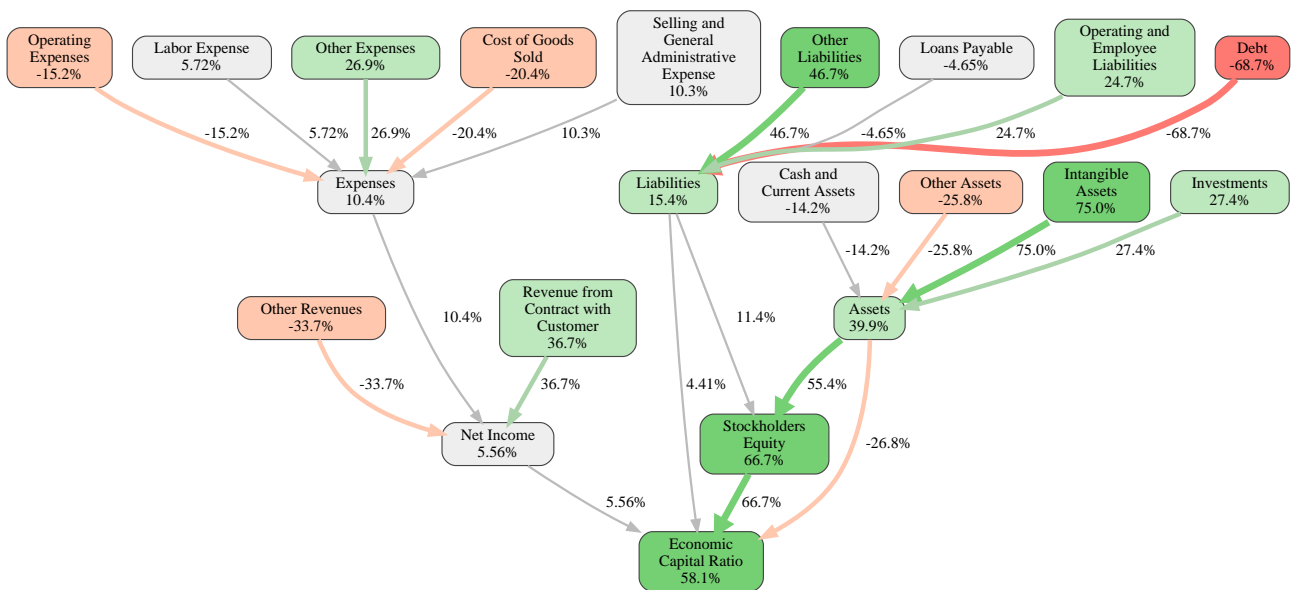 Operating
Expenses
-15.2%
Labor Expense
5.72%
Other Expenses
26.9%
Cost of Goods
Sold
-20.4%
Selling and
General
Administrative
Expense
10.3%
Other
Liabilities
46.7%
Loans Payable
-4.65%
Operating and
Employee
Liabilities
24.7%
Debt
-68.7%
-15.2%
5.72%
26.9%
-20.4%
10.3%
46.7%
-4.65%
24.7%
-68.7%
Expenses
10.4%
Liabilities
15.4%
Cash and
Current Assets
-14.2%
Other Assets
-25.8%
Intangible
Assets
75.0%
Investments
27.4%
-14.2%
-25.8%
75.0%
27.4%
Other Revenues
-33.7%
10.4%
Revenue from
Contract with
Customer
36.7%
11.4%
Assets
39.9%
-33.7%
36.7%
4.41%
55.4%
Net Income
5.56%
Stockholders
Equity
66.7%
-26.8%
5.56%
66.7%
Economic
Capital Ratio
58.1%